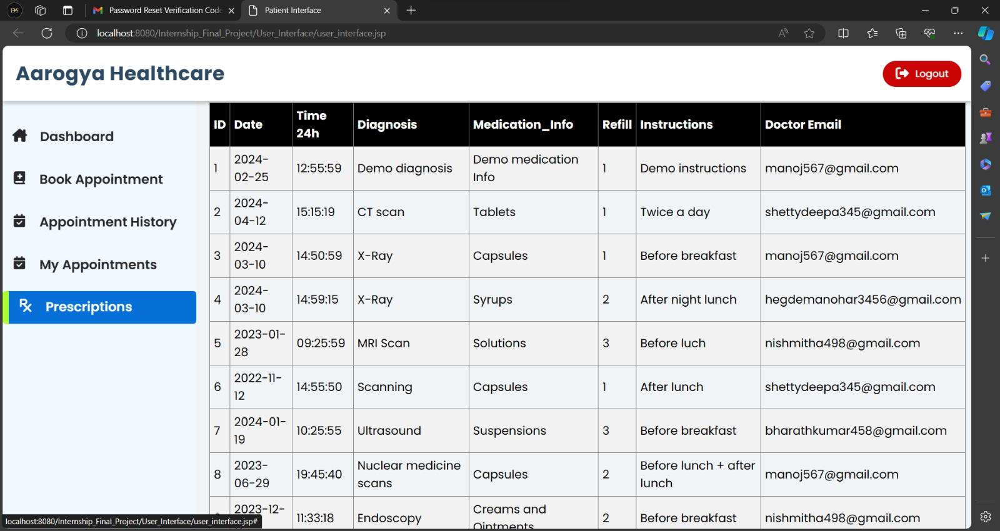 Password Reset Verification Code
Patient Interface
localhost:8080/Internship_Final_Project/User_Interface/user_interface.jsp
Aarogya Healthcare
Logout
Dashboard
Book Appointment
Appointment History
My Appointments
Prescriptions
ID Date Time 24h Diagnosis Medication_Info Refill Instructions Doctor Email
1 2024-02-25 12:55:59 Demo diagnosis Demo medication Info 1 Demo instructions manoj567@gmail.com
2 2024-04-12 15:15:19 CT scan Tablets 1 Twice a day shettydeepa345@gmail.com
3 2024-03-10 14:50:59 X-Ray Capsules 1 Before breakfast manoj567@gmail.com
4 2024-03-10 14:59:15 X-Ray Syrups 2 After night lunch hegdemanohar3456@gmail.com
5 2023-01-28 09:25:59 MRI Scan Solutions 3 Before luch nishmitha498@gmail.com
6 2022-11-12 14:55:50 Scanning Capsules 1 After lunch shettydeepa345@gmail.com
7 2024-01-19 10:25:55 Ultrasound Suspensions 3 Before breakfast bharathkumar458@gmail.com
8 2023-06-29 19:45:40 Nuclear medicine scans Capsules 2 Before lunch + after lunch manoj567@gmail.com
2023-12- 11:33:18 Endoscopy Creams and Ointments 2 Before breakfast nishmitha498@gmail.com
localhost:8080/Internship_Final_Project/User_Interface/user_interface.jsp#